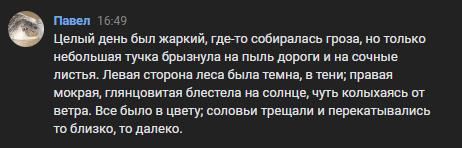 Павел 16:49
Целый день был жаркий, где-то собиралась гроза, но только
небольшая тучка брызнула на пыль дороги и на сочные
листья. Левая сторона леса была темна, в тени; правая
мокрая, глянцовитая блестела на солнце, чуть колыхаясь от
ветра. Все было в цвету; соловьи трещали и перекатывались
то близко, то далеко.